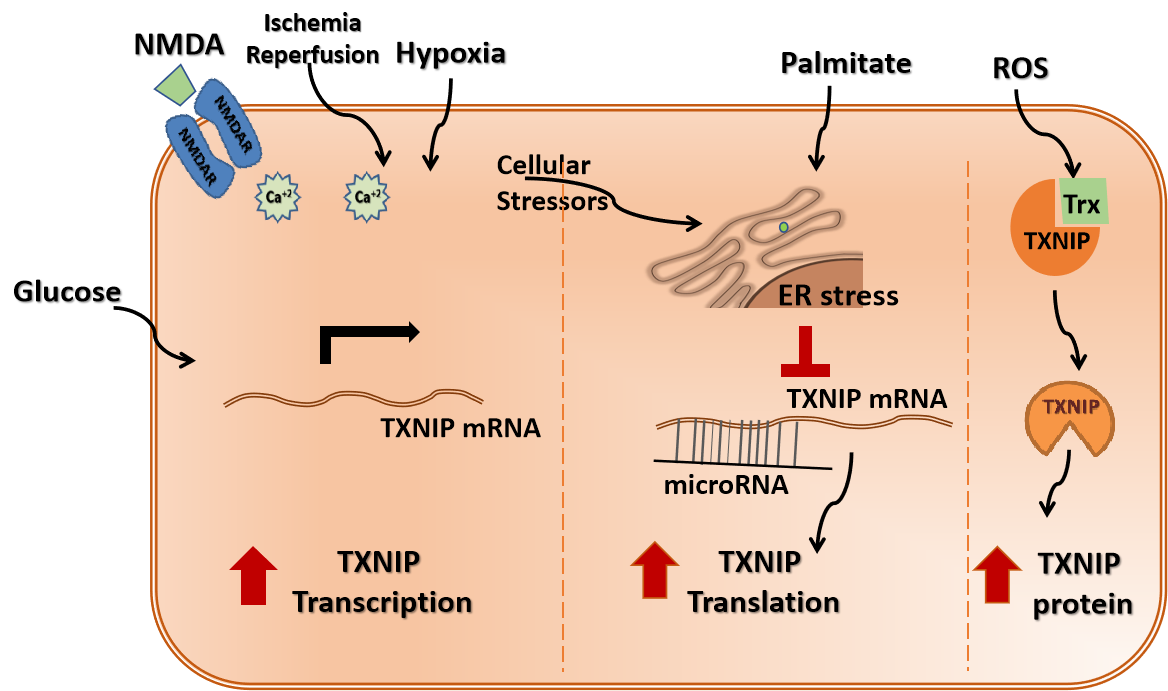 NMDA
Ischemia
Reperfusion
Hypoxia
Palmitate
ROS
NMDAR
NMDAR
Ca+2
Ca+2
Cellular
Stressors
Trx
TXNIP
Glucose
ER stress
TXNIP mRNA
TXNIP mRNA
microRNA
TXNIP
TXNIP
Transcription
TXNIP
Translation
TXNIP
protein